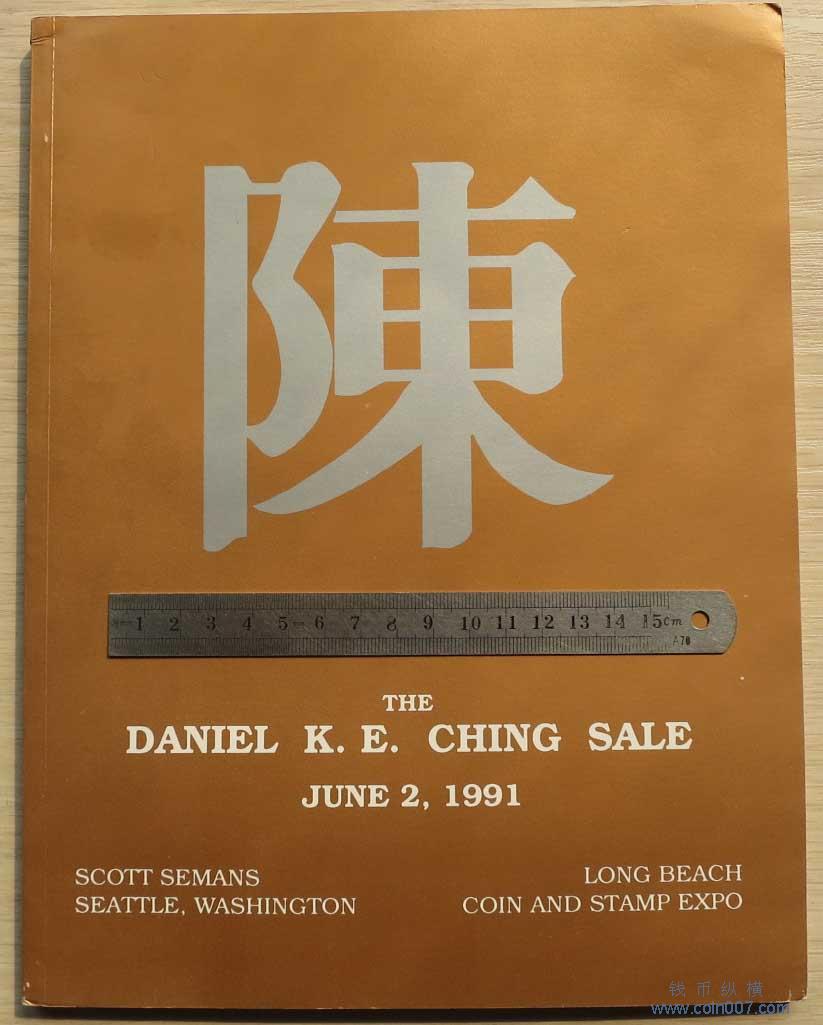 陳
1 2 3 4 5 6 7 8 9 10 11 12 13 14 15cm
A70
THE
DANIEL K. E. CHING SALE
JUNE 2, 1991
SCOTT SEMANS
SEATTLE, WASHINGTON
LONG BEACH
COIN AND STAMP EXPO
钱币纵横
www.coin007.com